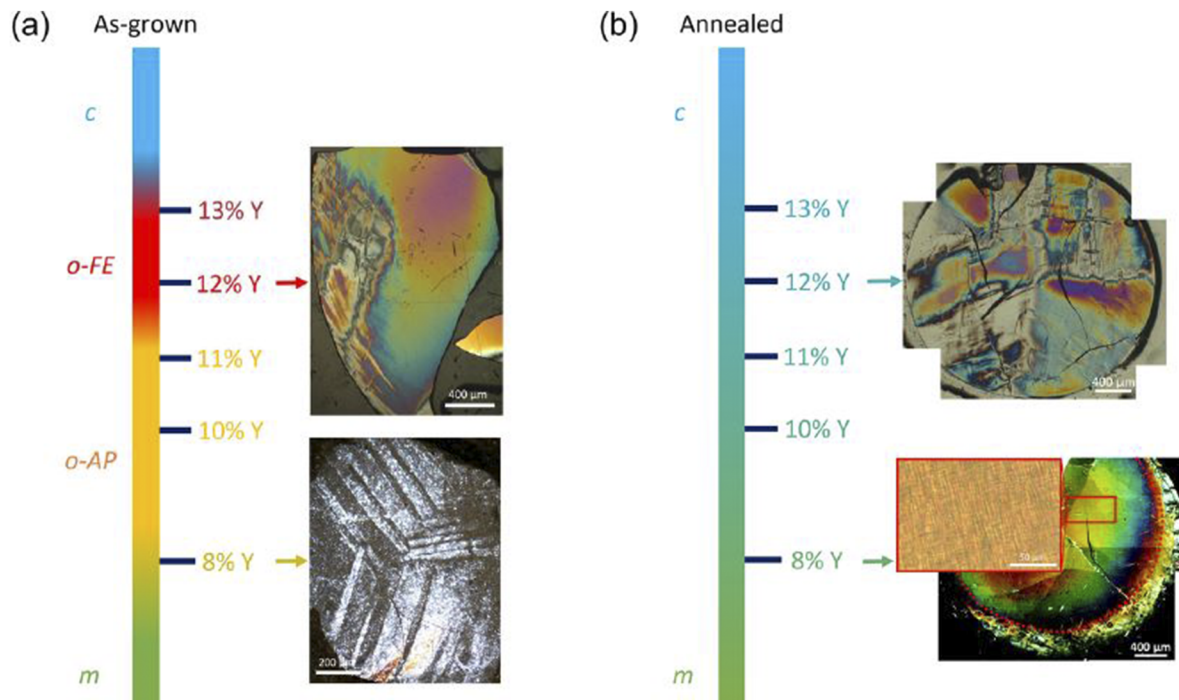 (a) As-grown
c
13% Y
o-FE
12% Y
11% Y
10% Y
o-AP
8% Y
m
400 µm
200 µm
(b) Annealed
c
13% Y
12% Y
11% Y
10% Y
8% Y
m
400 µm
50 µm
400 µm